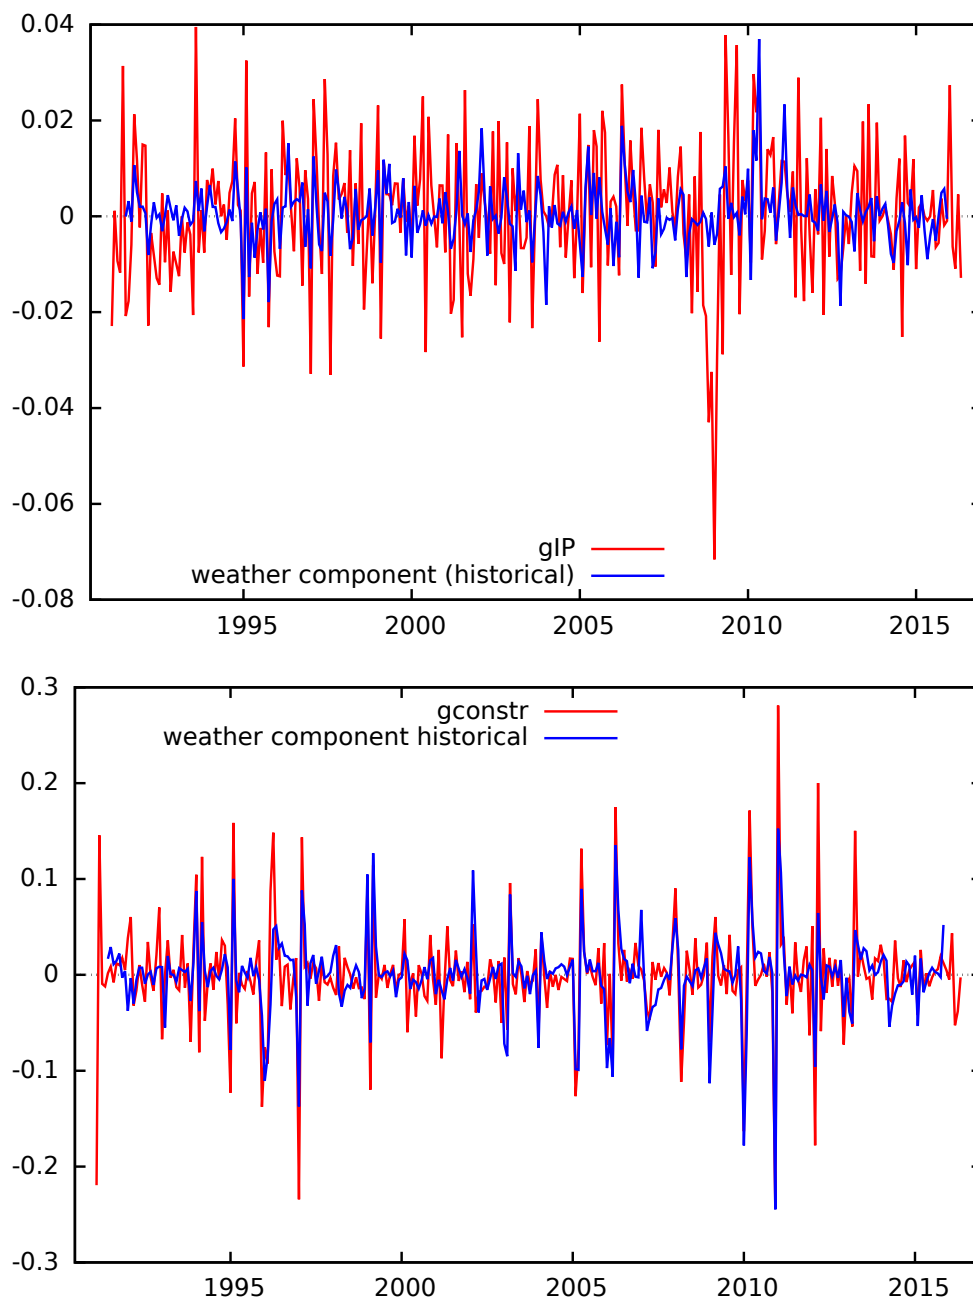 0.04
0.02
0
-0.02
-0.04
-0.06
-0.08
gIP
weather component (historical)
1995 2000 2005 2010 2015
0.3
gconstr
weather component historical
0.2
0.1
0
-0.1
-0.2
-0.3
1995 2000 2005 2010 2015